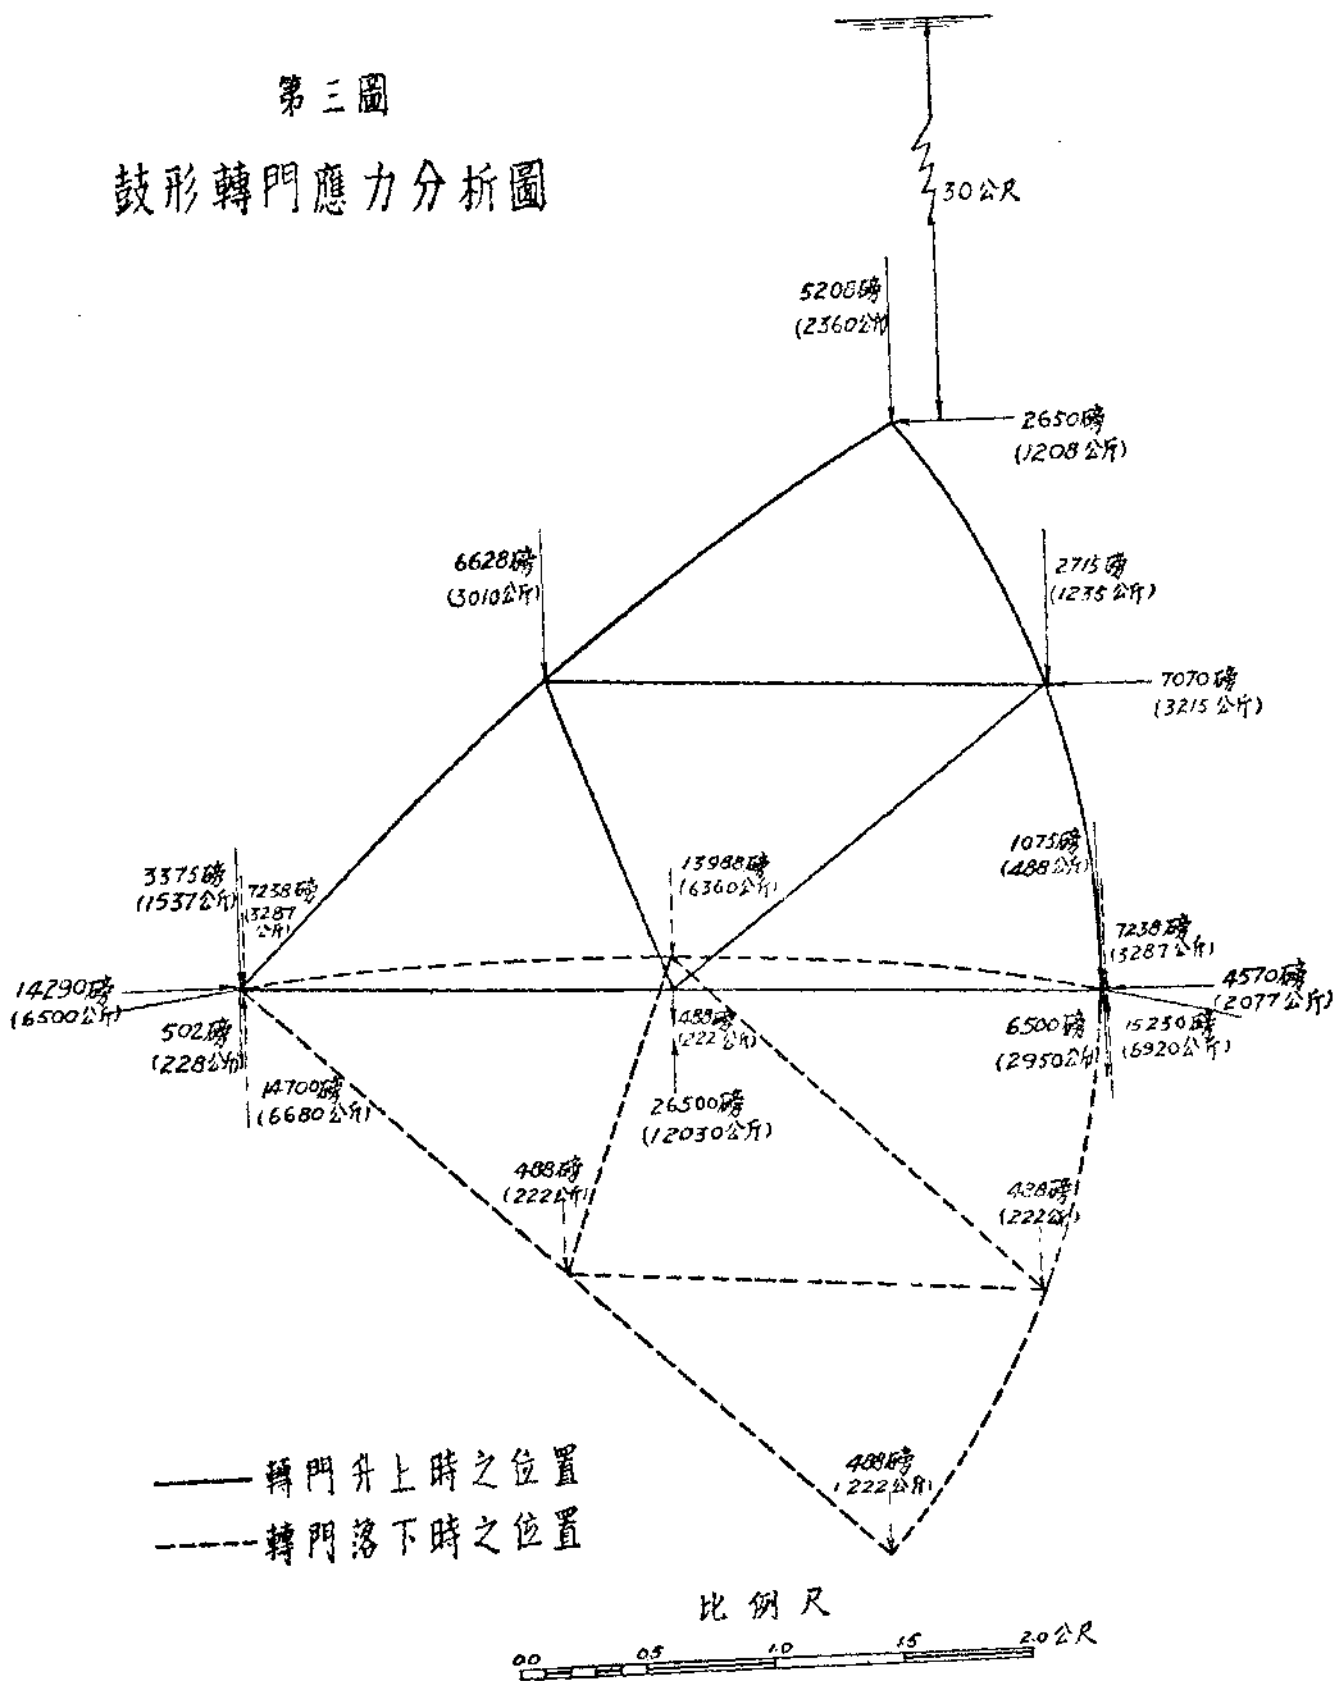 第三圖
鼓形轉門應力分析圖
30公尺
5208磅
(2360公斤)
2650磅
(1208公斤)
6628磅
(3010公斤)
2715磅
(1235公斤)
7070磅
(3215公斤)
3375磅
(1537公斤)
7238磅
(3287
公斤)
13988磅
(6360公斤)
1075磅
(488公斤)
7238磅
(3287公斤)
14290磅
(6500公斤)
4570磅
(2077公斤)
502磅
(228公斤)
488磅
(222公斤)
6500磅
(2950公斤)
15230磅
(6920公斤)
14700磅
(6680公斤)
26500磅
(12030公斤)
488磅
(222公斤)
488磅
(222公斤)
488磅
(222公斤)
轉門升上時之位置
轉門落下時之位置
比例尺
0.0 0.5 1.0 1.5 2.0公尺